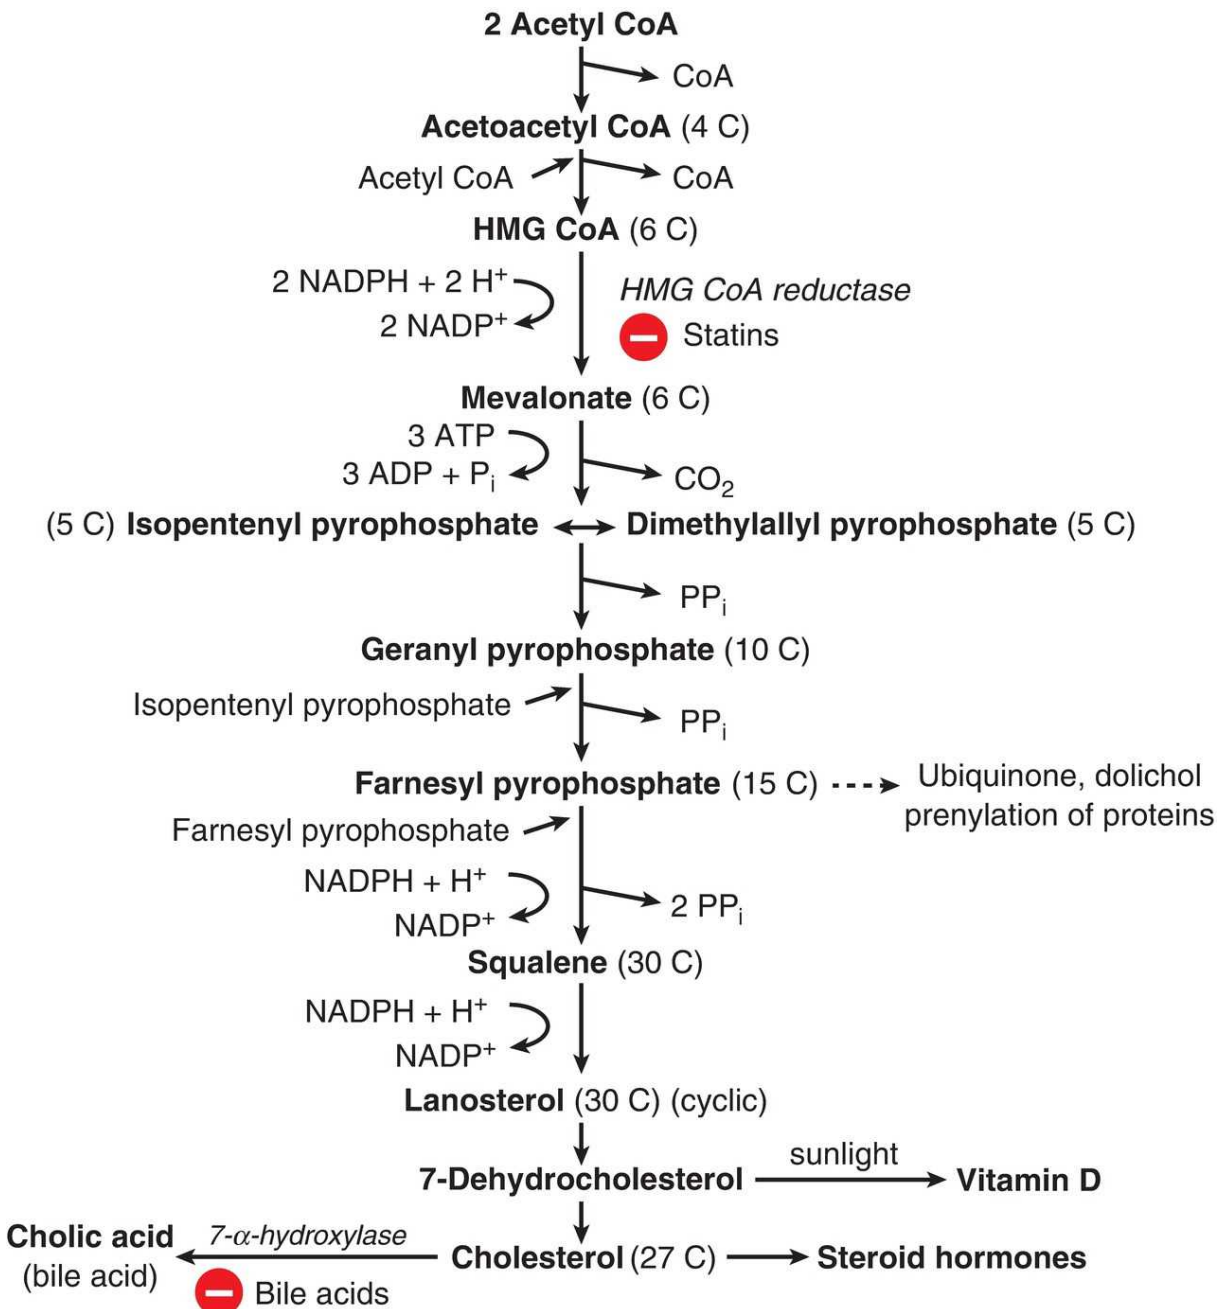 2 Acetyl CoA
CoA
Acetoacetyl CoA (4 C)
Acetyl CoA
CoA
HMG CoA (6 C)
2 NADPH + 2 H⁺
HMG CoA reductase
2 NADP⁺
Statins
Mevalonate (6 C)
3 ATP
3 ADP + Pᵢ
CO₂
(5 C) Isopentenyl pyrophosphate
Dimethylallyl pyrophosphate (5 C)
PPᵢ
Geranyl pyrophosphate (10 C)
Isopentenyl pyrophosphate
PPᵢ
Farnesyl pyrophosphate (15 C)
Ubiquinone, dolichol
prenylation of proteins
Farnesyl pyrophosphate
NADPH + H⁺
NADP⁺
2 PPᵢ
Squalene (30 C)
NADPH + H⁺
NADP⁺
Lanosterol (30 C) (cyclic)
7-Dehydrocholesterol
sunlight
Vitamin D
Cholic acid
(bile acid)
7-α-hydroxylase
Bile acids
Cholesterol (27 C)
Steroid hormones